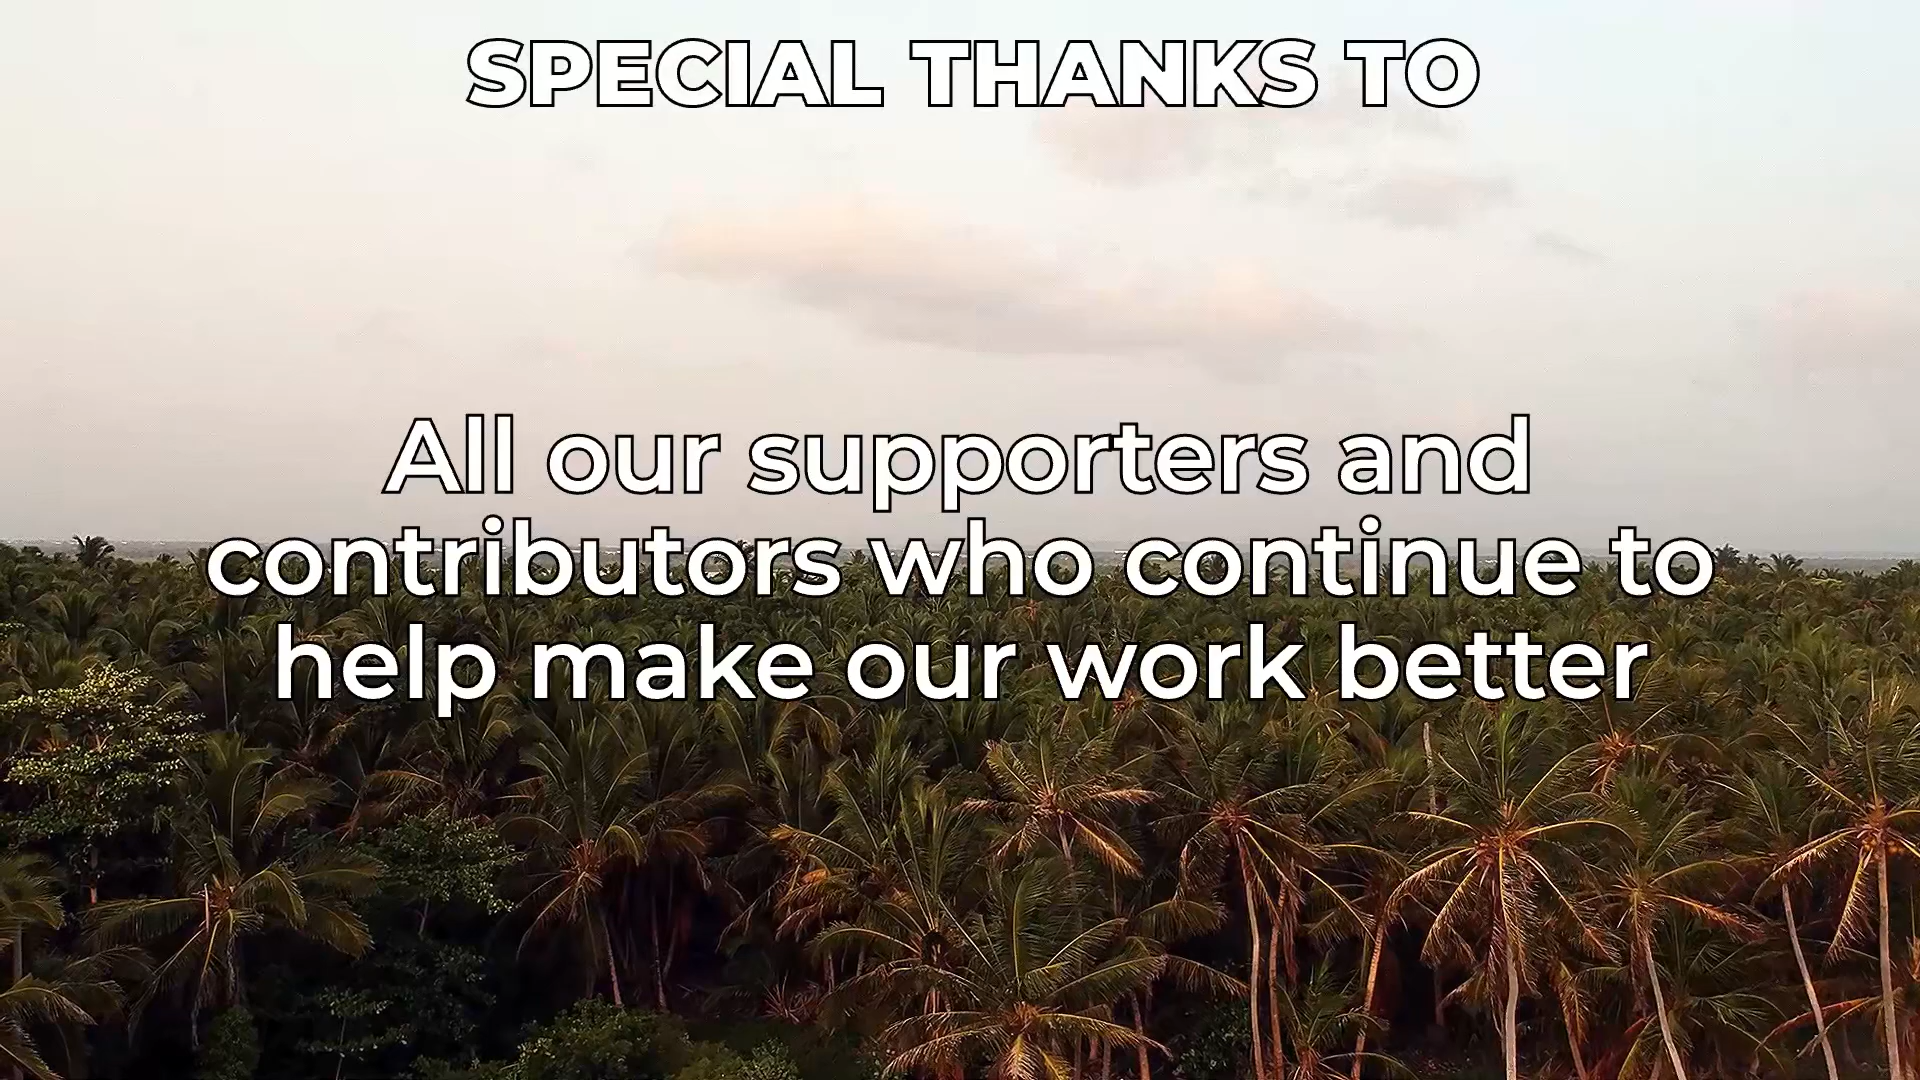 SPECIAL THANKS TO
All our supporters and
contributors who continue to
help make our work better